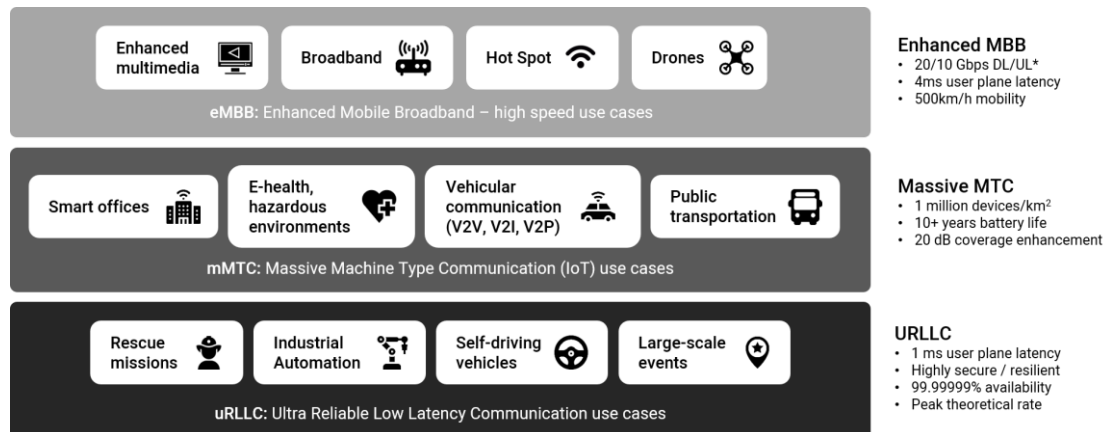 Enhanced
multimedia
Broadband
Hot Spot
Drones
eMBB: Enhanced Mobile Broadband – high speed use cases
Enhanced MBB
• 20/10 Gbps DL/UL*
• 4ms user plane latency
• 500km/h mobility
Smart offices
E-health,
hazardous
environments
Vehicular
communication
(V2V, V2I, V2P)
Public
transportation
mMTC: Massive Machine Type Communication (IoT) use cases
Massive MTC
• 1 million devices/km²
• 10+ years battery life
• 20 dB coverage enhancement
Rescue
missions
Industrial
Automation
Self-driving
vehicles
Large-scale
events
uRLLC: Ultra Reliable Low Latency Communication use cases
URLLC
• 1 ms user plane latency
• Highly secure / resilient
• 99.99999% availability
• Peak theoretical rate